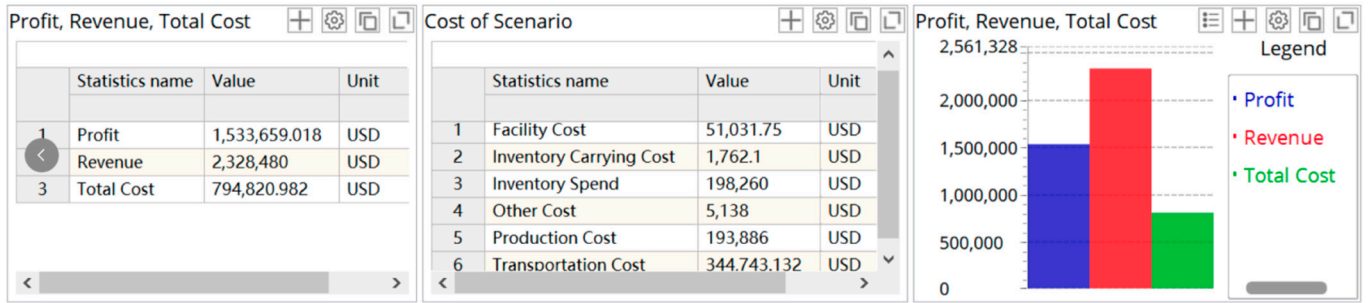 Profit, Revenue, Total Cost
Statistics name Value Unit
1 Profit 1,533,659.018 USD
Revenue 2,328,480 USD
3 Total Cost 794,820.982 USD
Cost of Scenario
Statistics name Value Unit
1 Facility Cost 51,031.75 USD
2 Inventory Carrying Cost 1,762.1 USD
3 Inventory Spend 198,260 USD
4 Other Cost 5,138 USD
5 Production Cost 193,886 USD
6 Transportation Cost 344,743.132 USD
Profit, Revenue, Total Cost
2,561,328
2,000,000
1,500,000
1,000,000
500,000
0
Legend
Profit
Revenue
Total Cost